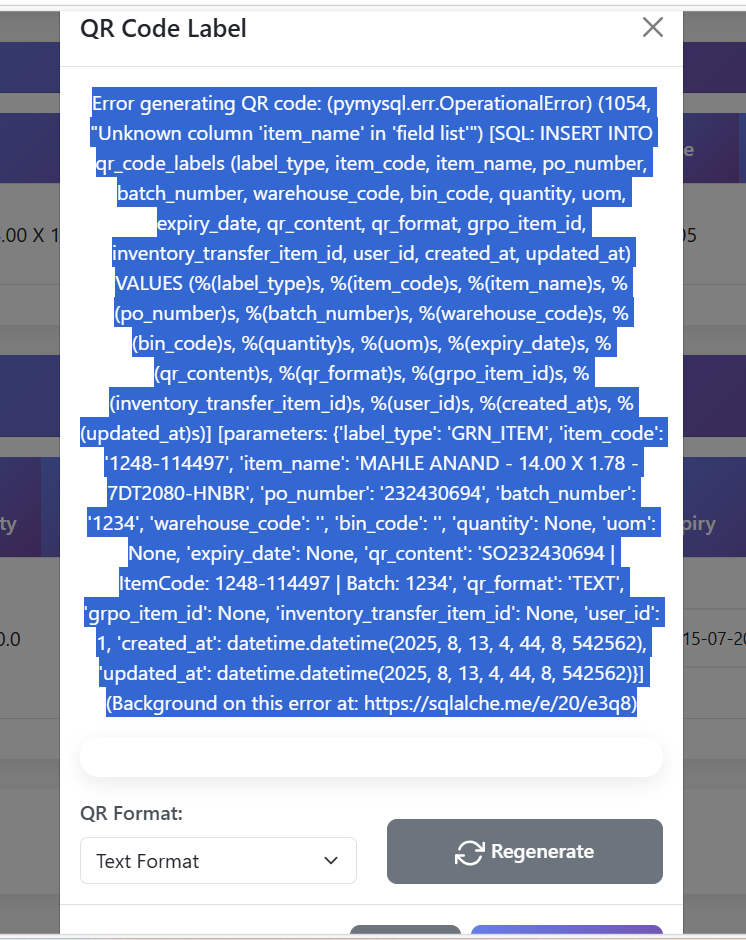 QR Code Label
Error generating QR code: (pymysql.err.OperationalError) (1054,
"Unknown column 'item_name' in 'field list'") [SQL: INSERT INTO
qr_code_labels (label_type, item_code, item_name, po_number,
batch_number, warehouse_code, bin_code, quantity, uom,
expiry_date, qr_content, qr_format, grpo_item_id,
inventory_transfer_item_id, user_id, created_at, updated_at)
VALUES (%(label_type)s, %(item_code)s, %(item_name)s, %
(po_number)s, %(batch_number)s, %(warehouse_code)s, %
(bin_code)s, %(quantity)s, %(uom)s, %(expiry_date)s, %
(qr_content)s, %(qr_format)s, %(grpo_item_id)s, %
(inventory_transfer_item_id)s, %(user_id)s, %(created_at)s, %
(updated_at)s)] [parameters: {'label_type': 'GRN_ITEM', 'item_code':
'1248-114497', 'item_name': 'MAHLE ANAND - 14.00 X 1.78 -
7DT2080-HNBR', 'po_number': '232430694', 'batch_number':
'1234', 'warehouse_code': '', 'bin_code': '', 'quantity': None, 'uom':
None, 'expiry_date': None, 'qr_content': 'SO232430694 |
ItemCode: 1248-114497 | Batch: 1234', 'qr_format': 'TEXT',
'grpo_item_id': None, 'inventory_transfer_item_id': None, 'user_id':
1, 'created_at': datetime.datetime(2025, 8, 13, 4, 44, 8, 542562),
'updated_at': datetime.datetime(2025, 8, 13, 4, 44, 8, 542562)}]
(Background on this error at: https://sqlalche.me/e/20/e3q8)
QR Format:
Text Format
Regenerate
.00 X 1
ty
0.0
e
05
piry
15-07-20